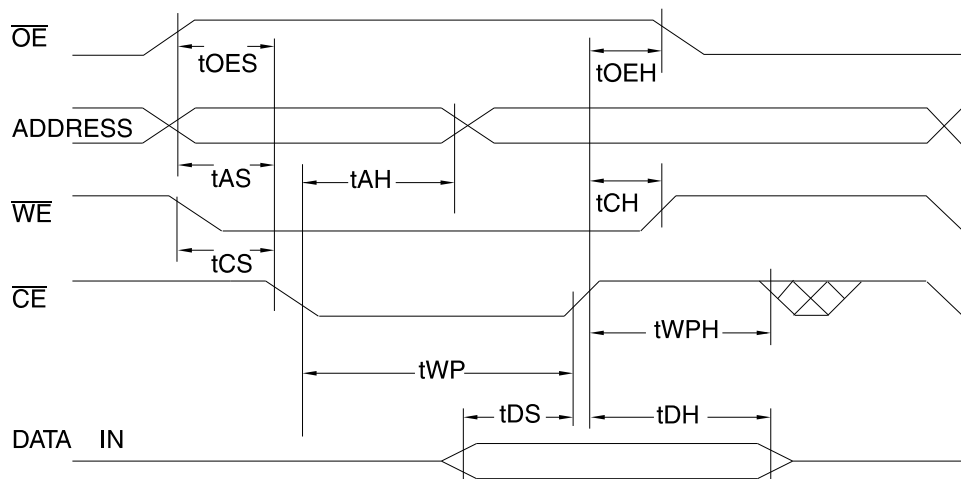 OE
tOES
tOEH
ADDRESS
tAS
tAH
tCH
WE
tCS
CE
tWPH
tWP
tDS
tDH
DATA IN